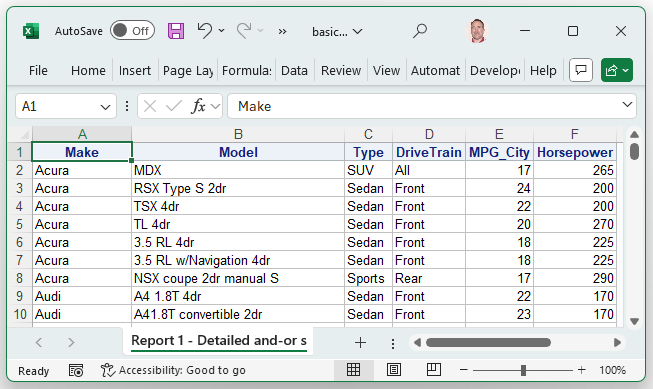 AutoSave Off basic...
File Home Insert Page Lay Formula: Data Review View Automat Develop Help
A1 fx Make
A B C D E F
1 Make Model Type DriveTrain MPG_City Horsepower
2 Acura MDX SUV All 17 265
3 Acura RSX Type S 2dr Sedan Front 24 200
4 Acura TSX 4dr Sedan Front 22 200
5 Acura TL 4dr Sedan Front 20 270
6 Acura 3.5 RL 4dr Sedan Front 18 225
7 Acura 3.5 RL w/Navigation 4dr Sedan Front 18 225
8 Acura NSX coupe 2dr manual S Sports Rear 17 290
9 Audi A4 1.8T 4dr Sedan Front 22 170
10 Audi A41.8T convertible 2dr Sedan Front 23 170
Report 1 - Detailed and-or s
Ready Accessibility: Good to go 100%